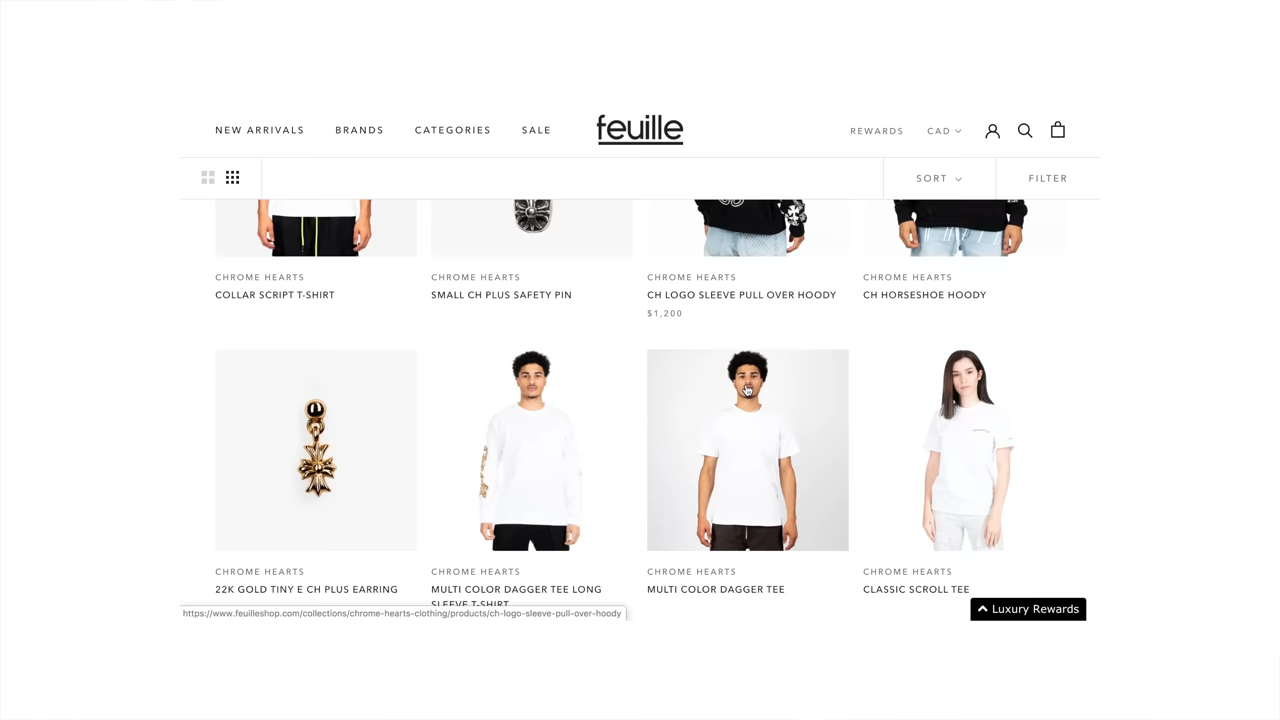 NEW ARRIVALS
BRANDS
CATEGORIES
SALE
feuille
REWARDS
CAD
SORT
FILTER
CHROME HEARTS
COLLAR SCRIPT T-SHIRT
CHROME HEARTS
SMALL CH PLUS SAFETY PIN
CHROME HEARTS
CH LOGO SLEEVE PULL OVER HOODY
$1,200
CHROME HEARTS
CH HORSESHOE HOODY
CHROME HEARTS
22K GOLD TINY E CH PLUS EARRING
CHROME HEARTS
MULTI COLOR DAGGER TEE LONG
SLEEVE T-SHIRT
CHROME HEARTS
MULTI COLOR DAGGER TEE
CHROME HEARTS
CLASSIC SCROLL TEE
https://www.feuilleshop.com/collections/chrome-hearts-clothing/products/ch-logo-sleeve-pull-over-hoody
Luxury Rewards